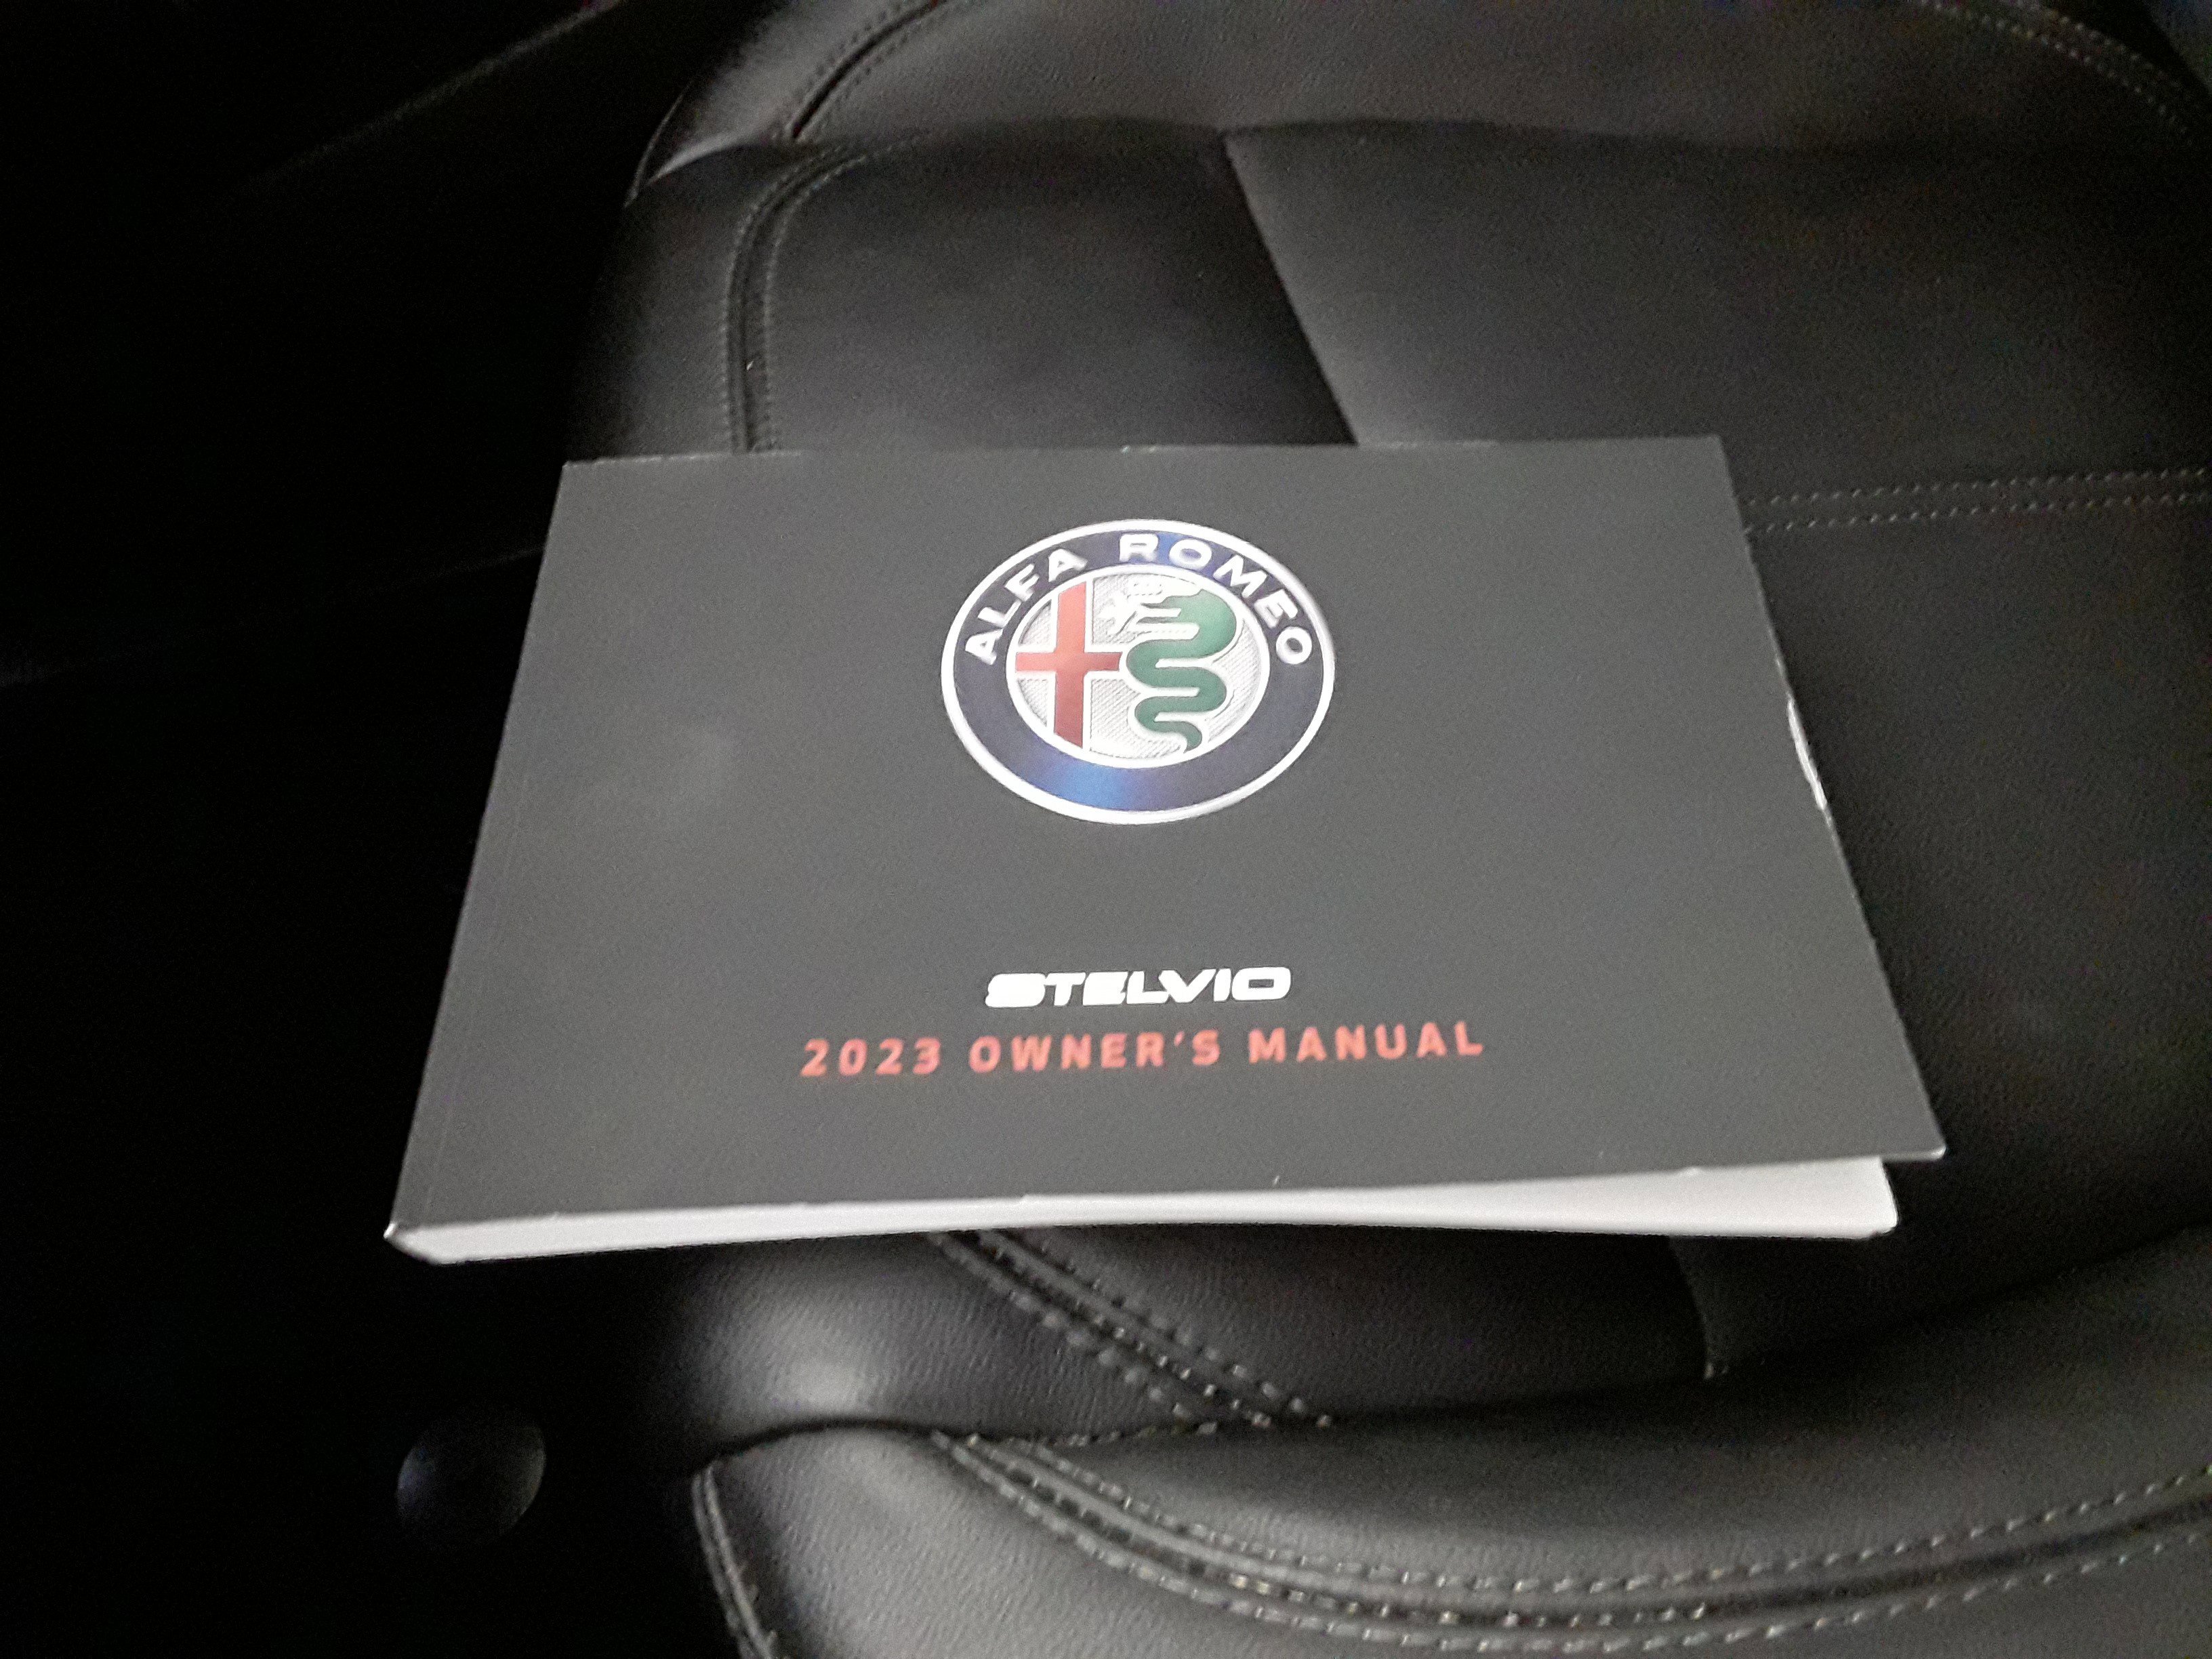 ALFA ROMEO
STELVIO
2023 OWNER'S MANUAL